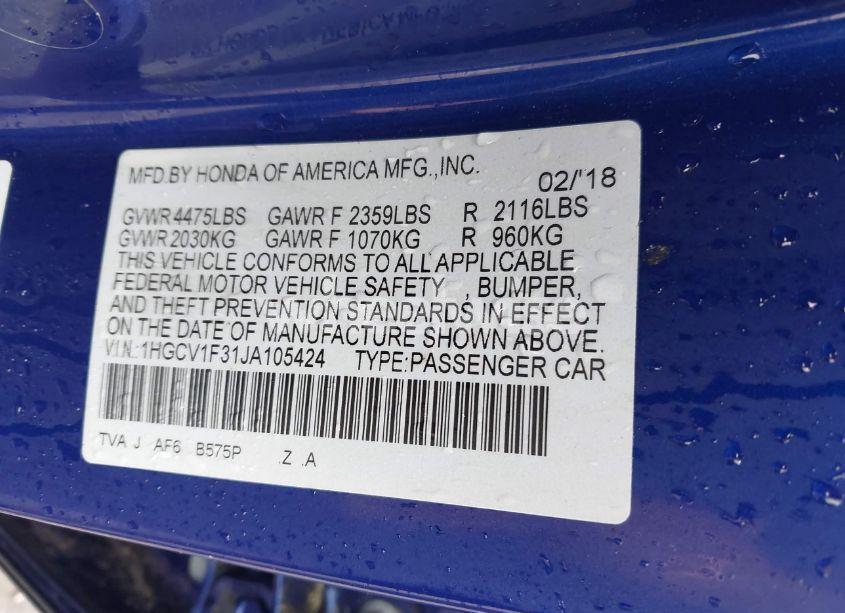 MFD.BY HONDA OF AMERICA MFG.,INC. 02/'18
GVWR 4475LBS GAWR F 2359LBS R 2116LBS
GVWR 2030KG GAWR F 1070KG R 960KG
THIS VEHICLE CONFORMS TO ALL APPLICABLE
FEDERAL MOTOR VEHICLE SAFETY , BUMPER,
AND THEFT PREVENTION STANDARDS IN EFFECT
ON THE DATE OF MANUFACTURE SHOWN ABOVE.
V.I.N.:1HGCV1F31JA105424 TYPE:PASSENGER CAR
TVA J AF6 B575P .Z .A